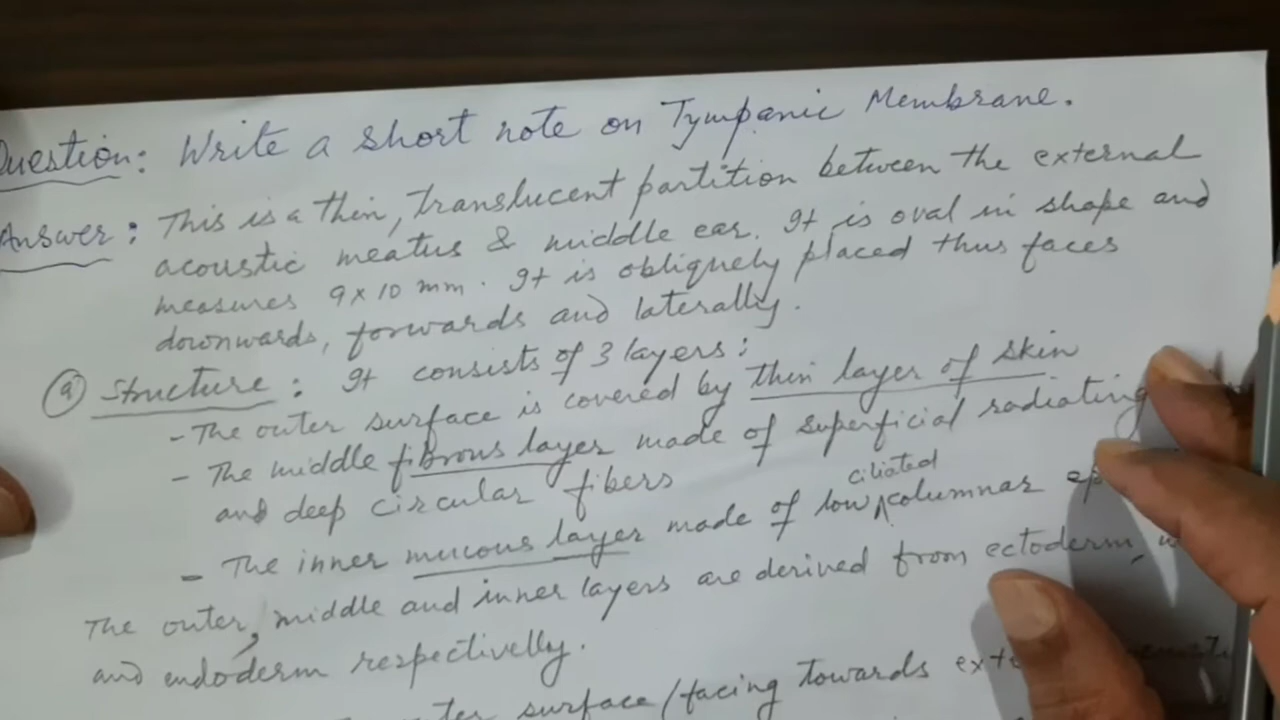 Question: Write a short note on Tympanic Membrane.
Answer: This is a thin, translucent partition between the external
acoustic meatus & middle ear. It is oval in shape and
measures 9x10 mm. It is obliquely placed thus faces
downwards, forwards and laterally.
(a) Structure: It consists of 3 layers:
- The outer surface is covered by thin layer of skin
- The middle fibrous layer made of superficial radiating
and deep circular fibers
- The inner mucous layer made of low ciliated columnar
The outer, middle and inner layers are derived from ectoderm,
and endoderm respectivelly.
surface (facing towards